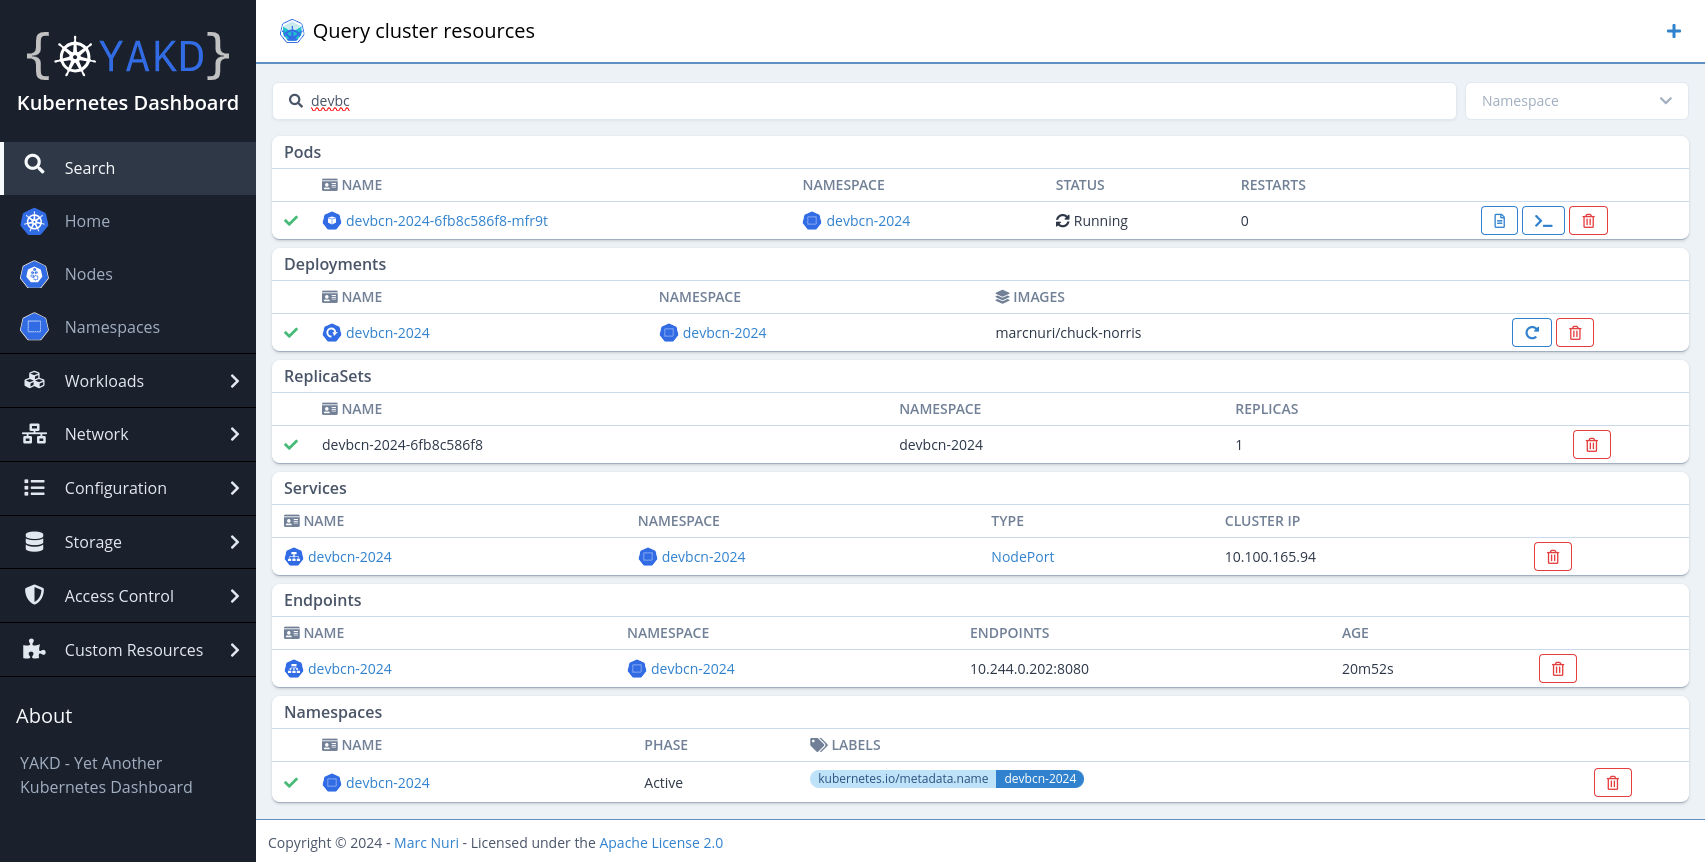 {YAKD}
Kubernetes Dashboard
Search
Home
Nodes
Namespaces
Workloads
Network
Configuration
Storage
Access Control
Custom Resources
About
YAKD - Yet Another
Kubernetes Dashboard
Query cluster resources
devbc
Namespace
Pods
NAME NAMESPACE STATUS RESTARTS
devbcn-2024-6fb8c586f8-mfr9t devbcn-2024 Running 0
Deployments
NAME NAMESPACE IMAGES
devbcn-2024 devbcn-2024 marcnuri/chuck-norris
ReplicaSets
NAME NAMESPACE REPLICAS
devbcn-2024-6fb8c586f8 devbcn-2024 1
Services
NAME NAMESPACE TYPE CLUSTER IP
devbcn-2024 devbcn-2024 NodePort 10.100.165.94
Endpoints
NAME NAMESPACE ENDPOINTS AGE
devbcn-2024 devbcn-2024 10.244.0.202:8080 20m52s
Namespaces
NAME PHASE LABELS
devbcn-2024 Active kubernetes.io/metadata.name devbcn-2024
Copyright © 2024 - Marc Nuri - Licensed under the Apache License 2.0